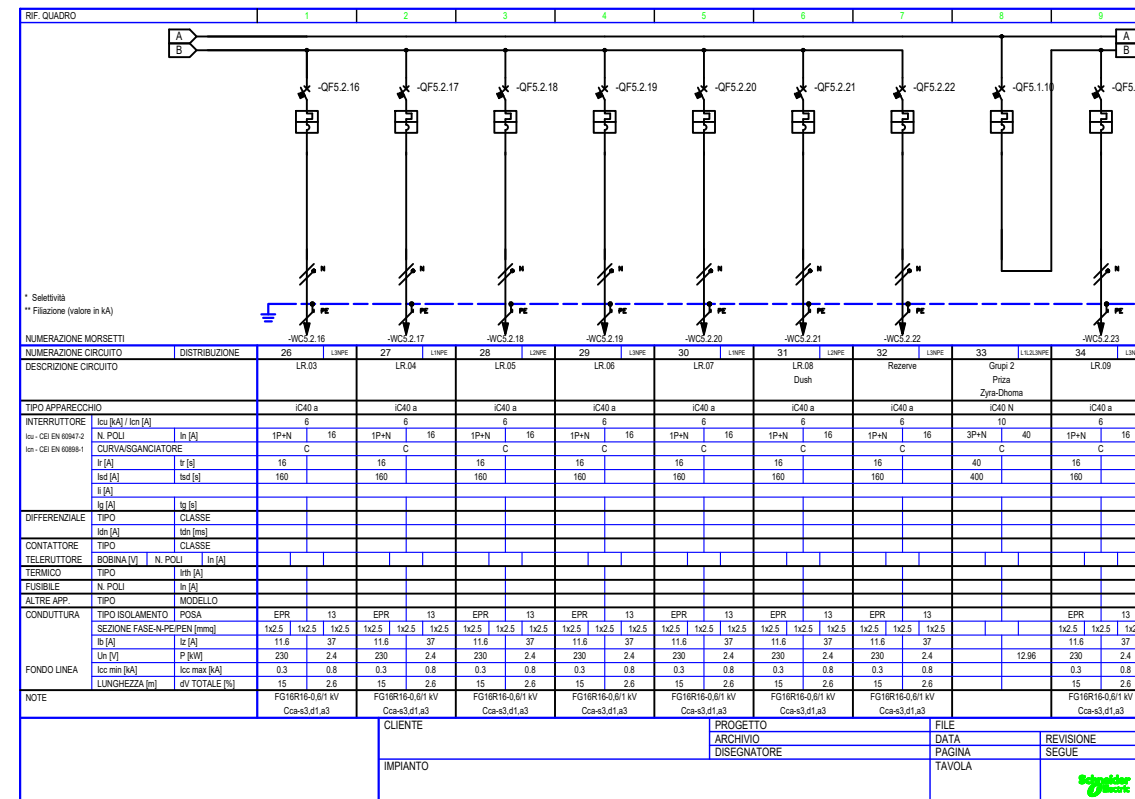 RIF. QUADRO 1 2 3 4 5 6 7 8 9
A A
B B
-QF5.2.16 -QF5.2.17 -QF5.2.18 -QF5.2.19 -QF5.2.20 -QF5.2.21 -QF5.2.22 -QF5.1.10 -QF5.
N N N N N N N N
* Selettività
** Filiazione (valore in kA)
PE PE PE PE PE PE PE PE
NUMERAZIONE MORSETTI -WC5.2.16 -WC5.2.17 -WC5.2.18 -WC5.2.19 -WC5.2.20 -WC5.2.21 -WC5.2.22 -WC5.2.23
NUMERAZIONE CIRCUITO DISTRIBUZIONE 26 L3NPE 27 L1NPE 28 L2NPE 29 L3NPE 30 L1NPE 31 L2NPE 32 L3NPE 33 L1L2L3NPE 34 L3N
DESCRIZIONE CIRCUITO LR.03 LR.04 LR.05 LR.06 LR.07 LR.08 Rezerve Grupi 2 LR.09
Dush Priza
Zyra-Dhoma
TIPO APPARECCHIO iC40 a iC40 a iC40 a iC40 a iC40 a iC40 a iC40 a iC40 N iC40 a
INTERRUTTORE Icu [kA] / Icn [A] 6 6 6 6 6 6 6 10 6
Icu - CEI EN 60947-2 N. POLI In [A] 1P+N 16 1P+N 16 1P+N 16 1P+N 16 1P+N 16 1P+N 16 1P+N 16 3P+N 40 1P+N 16
Icn - CEI EN 60898-1 CURVA/SGANCIATORE C C C C C C C C C
Ir [A] tr [s] 16 16 16 16 16 16 16 40 16
Isd [A] tsd [s] 160 160 160 160 160 160 160 400 160
Ii [A]
Ig [A] tg [s]
DIFFERENZIALE TIPO CLASSE
Idn [A] tdn [ms]
CONTATTORE TIPO CLASSE
TELERUTTORE BOBINA [V] N. POLI In [A]
TERMICO TIPO Irth [A]
FUSIBILE N. POLI In [A]
ALTRE APP. TIPO MODELLO
CONDUTTURA TIPO ISOLAMENTO POSA EPR 13 EPR 13 EPR 13 EPR 13 EPR 13 EPR 13 EPR 13 EPR 13
SEZIONE FASE-N-PE/PEN [mmq] 1x2.5 1x2.5 1x2.5 1x2.5 1x2.5 1x2.5 1x2.5 1x2.5 1x2.5 1x2.5 1x2.5 1x2.5 1x2.5 1x2.5 1x2.5 1x2.5 1x2.5 1x2.5 1x2.5 1x2.5 1x2.5 1x2.5 1x2.5 1x2
Ib [A] Iz [A] 11.6 37 11.6 37 11.6 37 11.6 37 11.6 37 11.6 37 11.6 37 11.6 37
Un [V] P [kW] 230 2.4 230 2.4 230 2.4 230 2.4 230 2.4 230 2.4 230 2.4 12.96 230 2.4
FONDO LINEA Icc min [kA] Icc max [kA] 0.3 0.8 0.3 0.8 0.3 0.8 0.3 0.8 0.3 0.8 0.3 0.8 0.3 0.8 0.3 0.8
LUNGHEZZA [m] dV TOTALE [%] 15 2.6 15 2.6 15 2.6 15 2.6 15 2.6 15 2.6 15 2.6 15 2.6
NOTE FG16R16-0,6/1 kV FG16R16-0,6/1 kV FG16R16-0,6/1 kV FG16R16-0,6/1 kV FG16R16-0,6/1 kV FG16R16-0,6/1 kV FG16R16-0,6/1 kV FG16R16-0,6/1 kV
Cca-s3,d1,a3 Cca-s3,d1,a3 Cca-s3,d1,a3 Cca-s3,d1,a3 Cca-s3,d1,a3 Cca-s3,d1,a3 Cca-s3,d1,a3 Cca-s3,d1,a3
CLIENTE PROGETTO FILE
ARCHIVIO DATA REVISIONE
DISEGNATORE PAGINA SEGUE
IMPIANTO TAVOLA
Schneider
Electric